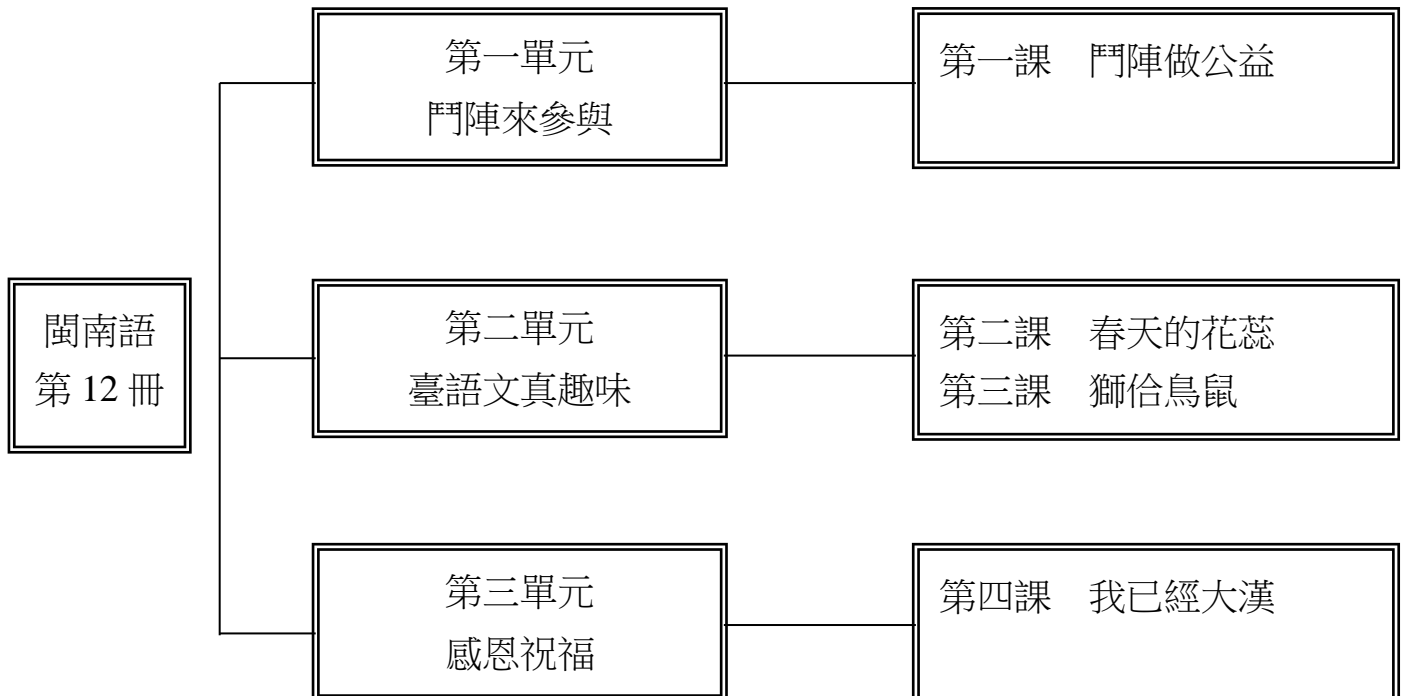 閩南語
第 12 冊
第一單元
鬥陣來參與
第一課　鬥陣做公益
第二單元
臺語文真趣味
第二課　春天的花蕊
第三課　獅佮鳥鼠
第三單元
感恩祝福
第四課　我已經大漢